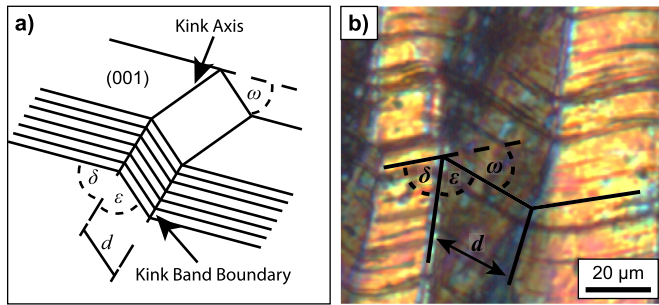 a)
Kink Axis
(001)
ω
δ
ε
d
Kink Band Boundary
b)
δ
ε
ω
d
20 μm